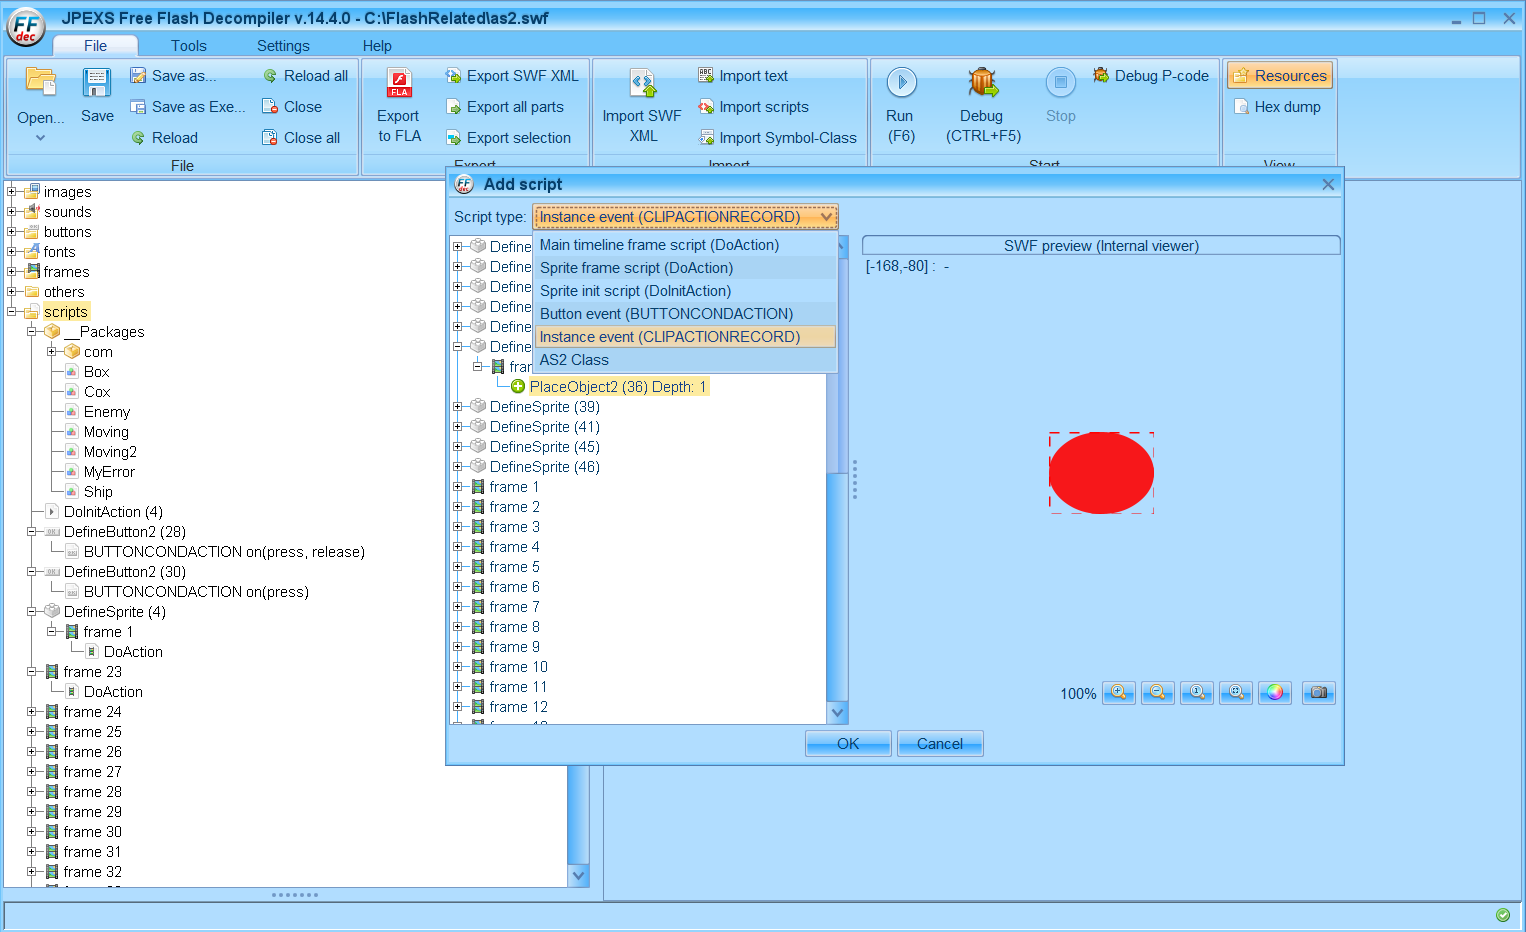 JPEXS Free Flash Decompiler v.14.4.0 - C:\FlashRelated\as2.swf
File Tools Settings Help
Open...
Save
Save as...
Save as Exe...
Reload
Reload all
Close
Close all
File
Export to FLA
Export SWF XML
Export all parts
Export selection
Export
Import SWF XML
Import text
Import scripts
Import Symbol-Class
Import
Run (F6)
Debug (CTRL+F5)
Stop
Debug P-code
Start
Resources
Hex dump
View
images
sounds
buttons
fonts
frames
others
scripts
__Packages
com
Box
Cox
Enemy
Moving
Moving2
MyError
Ship
DoInitAction (4)
DefineButton2 (28)
BUTTONCONDACTION on(press, release)
DefineButton2 (30)
BUTTONCONDACTION on(press)
DefineSprite (4)
frame 1
DoAction
frame 23
DoAction
frame 24
frame 25
frame 26
frame 27
frame 28
frame 29
frame 30
frame 31
frame 32
Add script
Script type: Instance event (CLIPACTIONRECORD)
Main timeline frame script (DoAction)
Sprite frame script (DoAction)
Sprite init script (DoInitAction)
Button event (BUTTONCONDACTION)
Instance event (CLIPACTIONRECORD)
AS2 Class
Define
Define
Define
Define
Define
Define
frar
PlaceObject2 (36) Depth: 1
DefineSprite (39)
DefineSprite (41)
DefineSprite (45)
DefineSprite (46)
frame 1
frame 2
frame 3
frame 4
frame 5
frame 6
frame 7
frame 8
frame 9
frame 10
frame 11
frame 12
SWF preview (Internal viewer)
[-168,-80] : -
100%
OK
Cancel